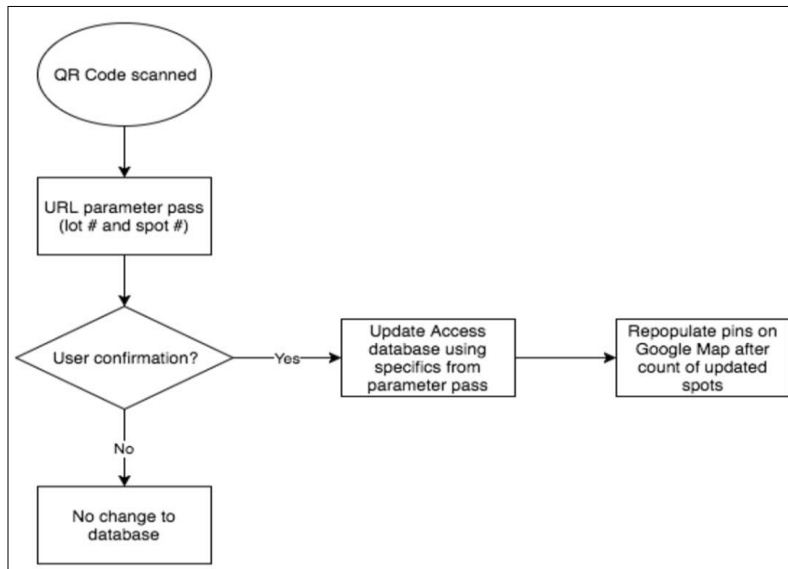 QR Code scanned
URL parameter pass
(lot # and spot #)
User confirmation?
Yes
Update Access
database using
specifics from
parameter pass
Repopulate pins on
Google Map after
count of updated
spots
No
No change to
database